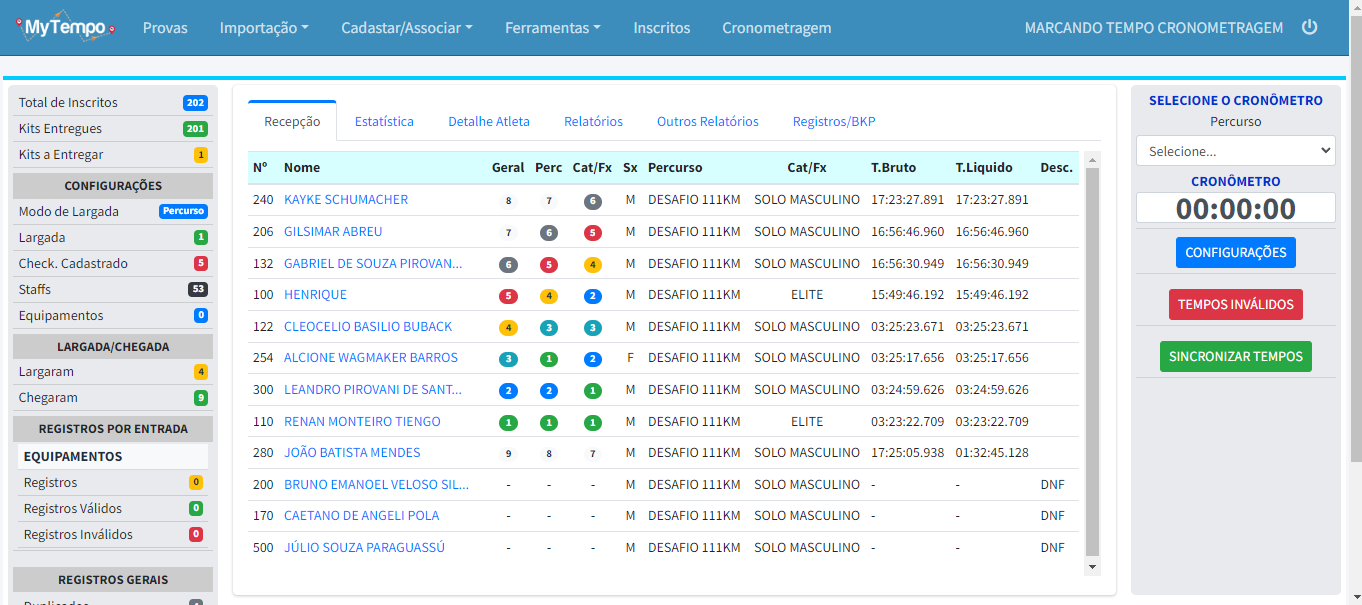 MyTempo Provas Importação Cadastar/Associar Ferramentas Inscritos Cronometragem MARCANDO TEMPO CRONOMETRAGEM
Total de Inscritos 202
Kits Entregues 201
Kits a Entregar 1
CONFIGURAÇÕES
Modo de Largada Percurso
Largada 1
Check. Cadastrado 5
Staffs 53
Equipamentos 0
LARGADA/CHEGADA
Largaram 4
Chegaram 9
REGISTROS POR ENTRADA
EQUIPAMENTOS
Registros 0
Registros Válidos 0
Registros Inválidos 0
REGISTROS GERAIS
Recepção Estatística Detalhe Atleta Relatórios Outros Relatórios Registros/BKP
Nº Nome Geral Perc Cat/Fx Sx Percurso Cat/Fx T.Bruto T.Liquido Desc.
240 KAYKE SCHUMACHER 8 7 6 M DESAFIO 111KM SOLO MASCULINO 17:23:27.891 17:23:27.891
206 GILSIMAR ABREU 7 6 5 M DESAFIO 111KM SOLO MASCULINO 16:56:46.960 16:56:46.960
132 GABRIEL DE SOUZA PIROVAN... 6 5 4 M DESAFIO 111KM SOLO MASCULINO 16:56:30.949 16:56:30.949
100 HENRIQUE 5 4 2 M DESAFIO 111KM ELITE 15:49:46.192 15:49:46.192
122 CLEOCELIO BASILIO BUBACK 4 3 3 M DESAFIO 111KM SOLO MASCULINO 03:25:23.671 03:25:23.671
254 ALCIONE WAGMAKER BARROS 3 1 2 F DESAFIO 111KM SOLO MASCULINO 03:25:17.656 03:25:17.656
300 LEANDRO PIROVANI DE SANT... 2 2 1 M DESAFIO 111KM SOLO MASCULINO 03:24:59.626 03:24:59.626
110 RENAN MONTEIRO TIENGO 1 1 1 M DESAFIO 111KM ELITE 03:23:22.709 03:23:22.709
280 JOÃO BATISTA MENDES 9 8 7 M DESAFIO 111KM SOLO MASCULINO 17:25:05.938 01:32:45.128
200 BRUNO EMANOEL VELOSO SIL... - - - M DESAFIO 111KM SOLO MASCULINO - - DNF
170 CAETANO DE ANGELI POLA - - - M DESAFIO 111KM SOLO MASCULINO - - DNF
500 JÚLIO SOUZA PARAGUASSÚ - - - M DESAFIO 111KM SOLO MASCULINO - - DNF
SELECIONE O CRONÔMETRO
Percurso
Selecione...
CRONÔMETRO
00:00:00
CONFIGURAÇÕES
TEMPOS INVÁLIDOS
SINCRONIZAR TEMPOS